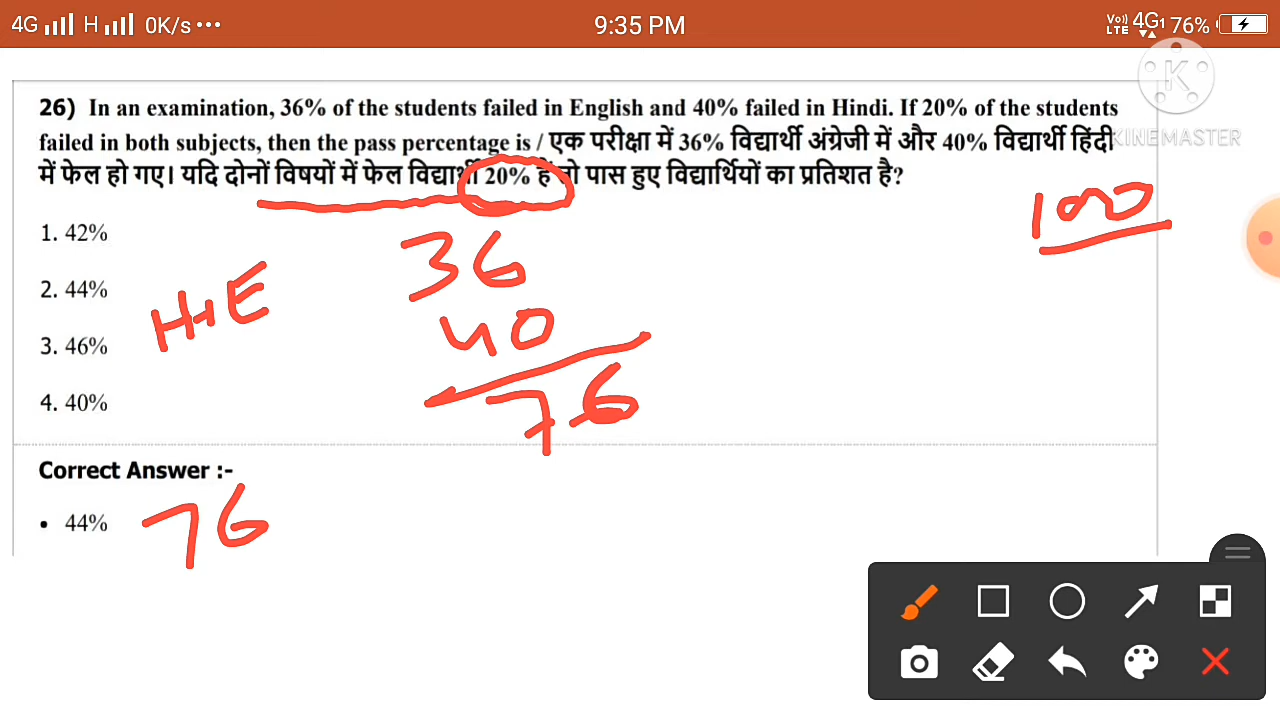 4G H 0K/s ... 9:35 PM Vo)) LTE 4G1 76%
K
KINEMASTER
26) In an examination, 36% of the students failed in English and 40% failed in Hindi. If 20% of the students
failed in both subjects, then the pass percentage is / एक परीक्षा में 36% विद्यार्थी अंग्रेजी में और 40% विद्यार्थी हिंदी
में फेल हो गए। यदि दोनों विषयों में फेल विद्यार्थी 20% हैं तो पास हुए विद्यार्थियों का प्रतिशत है?
100
1. 42%
36
2. 44%
H+E
40
3. 46%
76
4. 40%
Correct Answer :-
• 44%
76